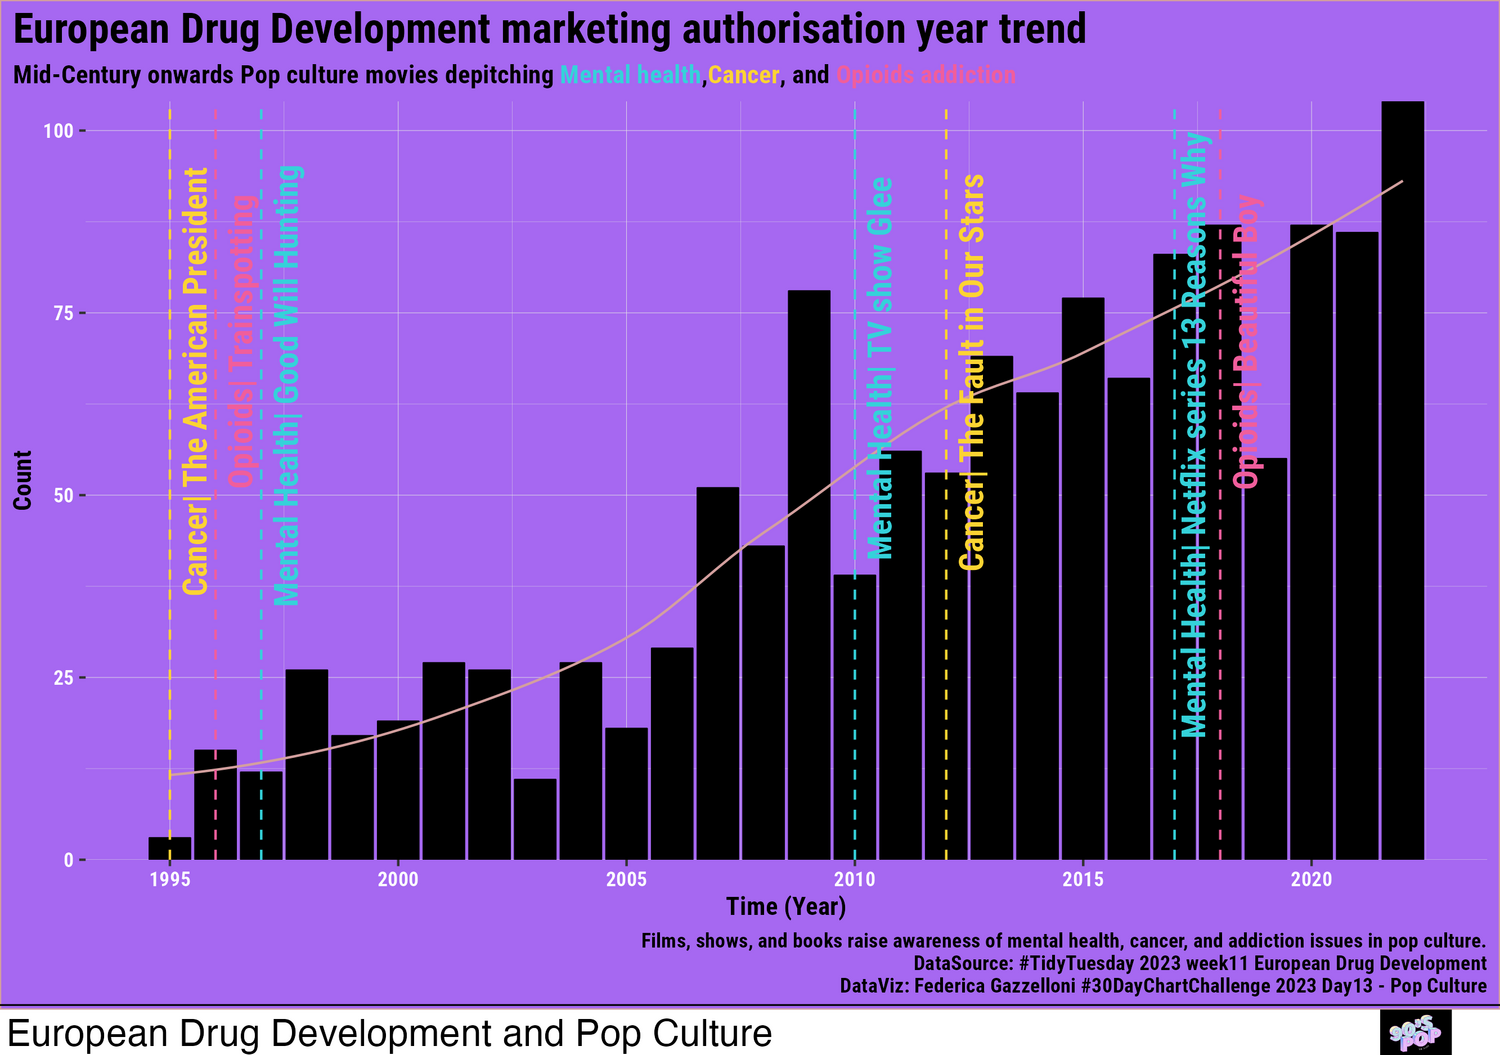 European Drug Development marketing authorisation year trend
Mid-Century onwards Pop culture movies depitching Mental health,Cancer, and Opioids addiction
Count
100
75
50
25
0
Cancer| The American President
Opioids| Trainspotting
Mental Health| Good Will Hunting
Mental Health| TV show Glee
Cancer| The Fault in Our Stars
Mental Health| Netflix series 13 Reasons Why
Opioids| Beautiful Boy
1995 2000 2005 2010 2015 2020
Time (Year)
Films, shows, and books raise awareness of mental health, cancer, and addiction issues in pop culture.
DataSource: #TidyTuesday 2023 week11 European Drug Development
DataViz: Federica Gazzelloni #30DayChartChallenge 2023 Day13 - Pop Culture
European Drug Development and Pop Culture
90'S
POP